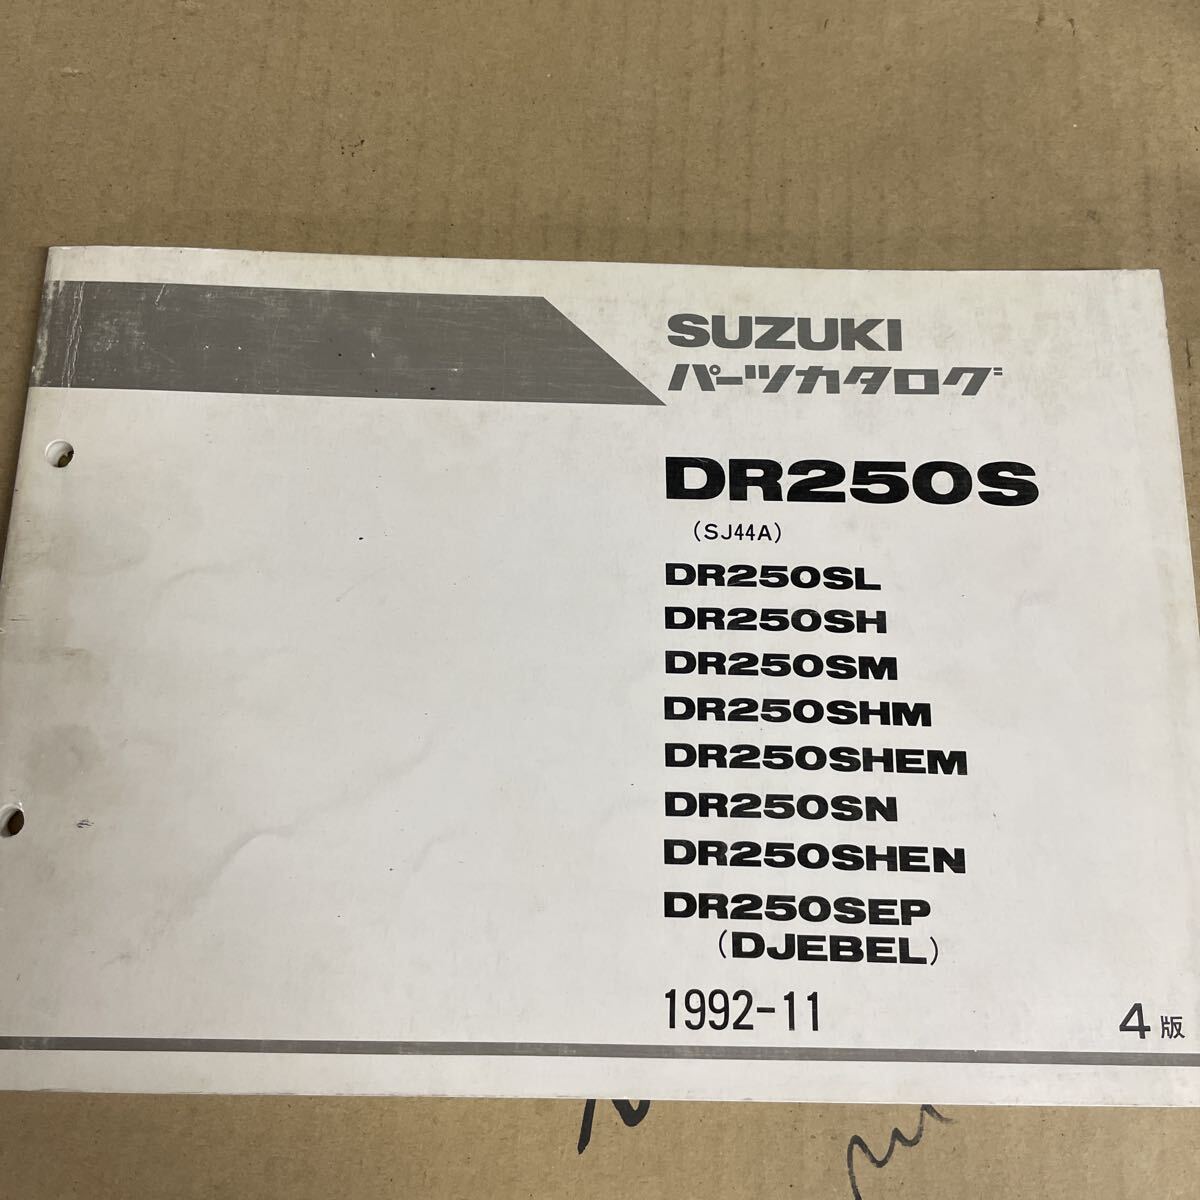 SUZUKI
パーツカタログ
DR250S
(SJ44A)
DR250SL
DR250SH
DR250SM
DR250SHM
DR250SHEM
DR250SN
DR250SHEN
DR250SEP
(DJEBEL)
1992-11
4版